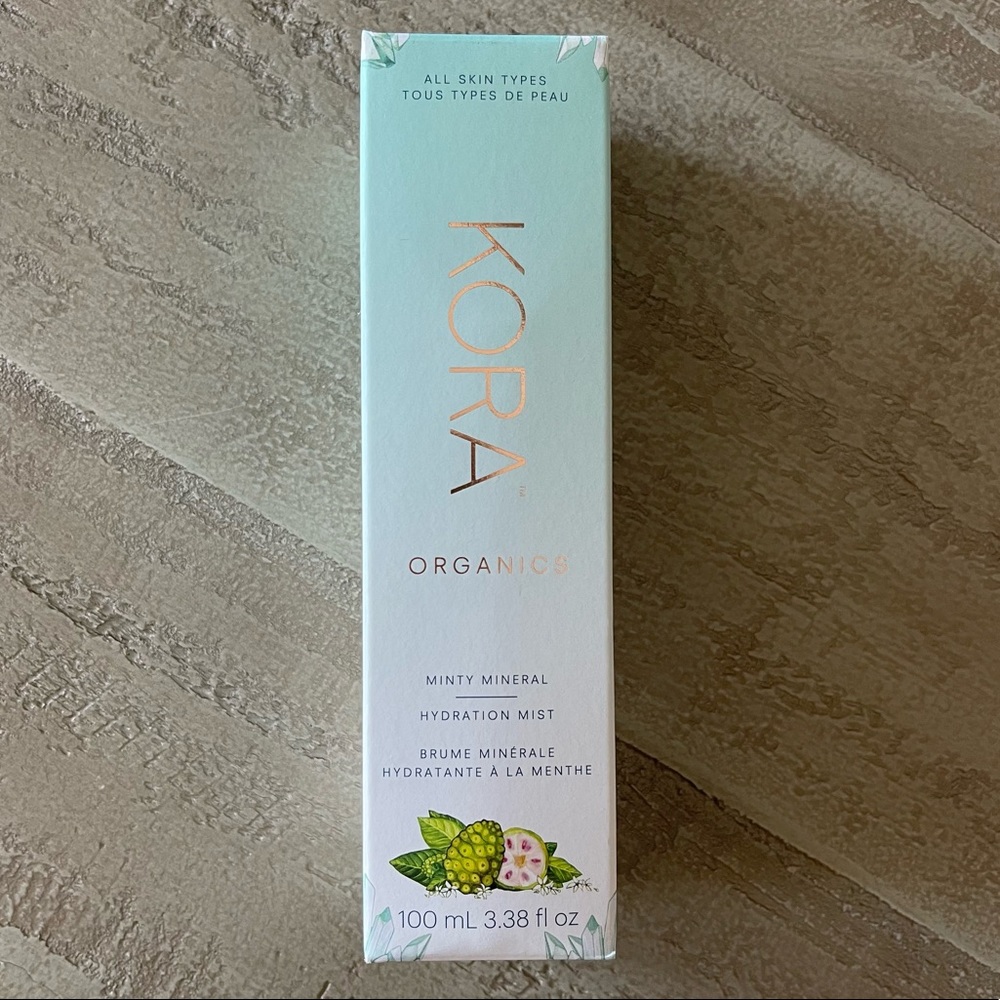 ALL SKIN TYPES
TOUS TYPES DE PEAU
KORA™
ORGANICS
MINTY MINERAL
HYDRATION MIST
BRUME MINÉRALE
HYDRATANTE À LA MENTHE
100 mL 3.38 fl oz